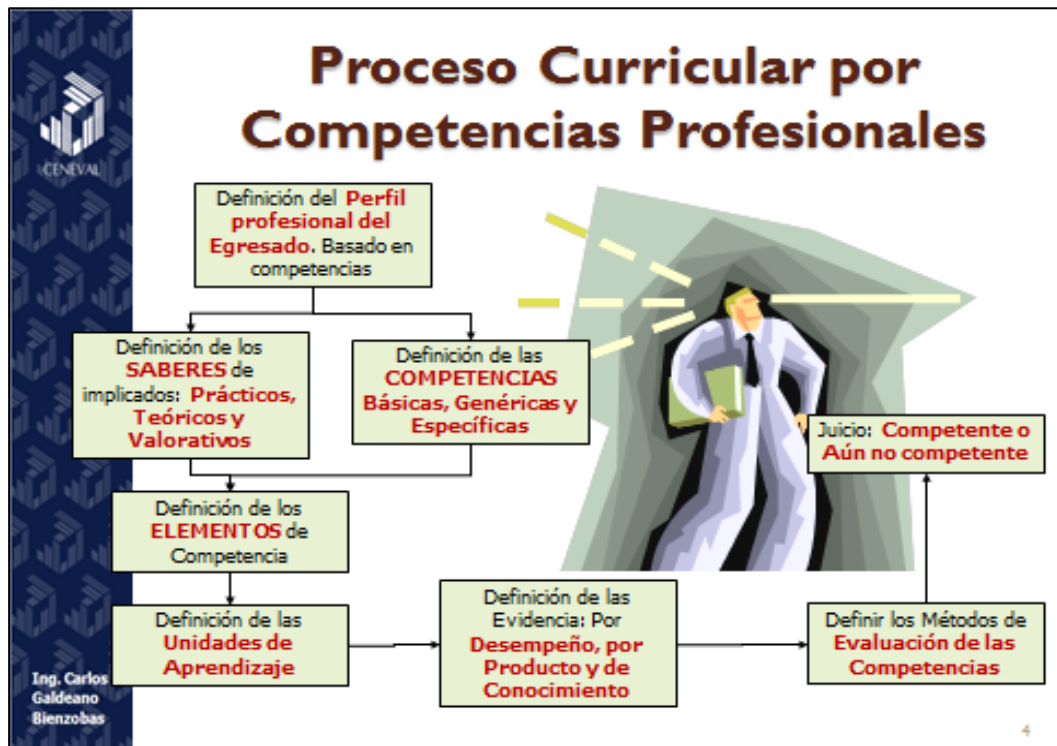 Proceso Curricular por
Competencias Profesionales
CENEVAL
Definición del Perfil
profesional del
Egresado. Basado en
competencias
Definición de los
SABERES de
implicados: Prácticos,
Teóricos y
Valorativos
Definición de las
COMPETENCIAS
Básicas, Genéricas y
Específicas
Definición de los
ELEMENTOS de
Competencia
Definición de las
Unidades de
Aprendizaje
Definición de las
Evidencia: Por
Desempeño, por
Producto y de
Conocimiento
Definir los Métodos de
Evaluación de las
Competencias
Juicio: Competente o
Aún no competente
Ing. Carlos
Galdeano
Bienzobas
4